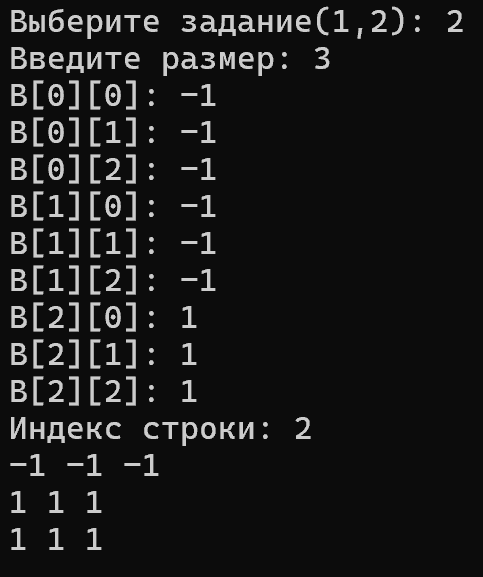 Выберите задание(1,2): 2
Введите размер: 3
B[0][0]: -1
B[0][1]: -1
B[0][2]: -1
B[1][0]: -1
B[1][1]: -1
B[1][2]: -1
B[2][0]: 1
B[2][1]: 1
B[2][2]: 1
Индекс строки: 2
-1 -1 -1
1 1 1
1 1 1